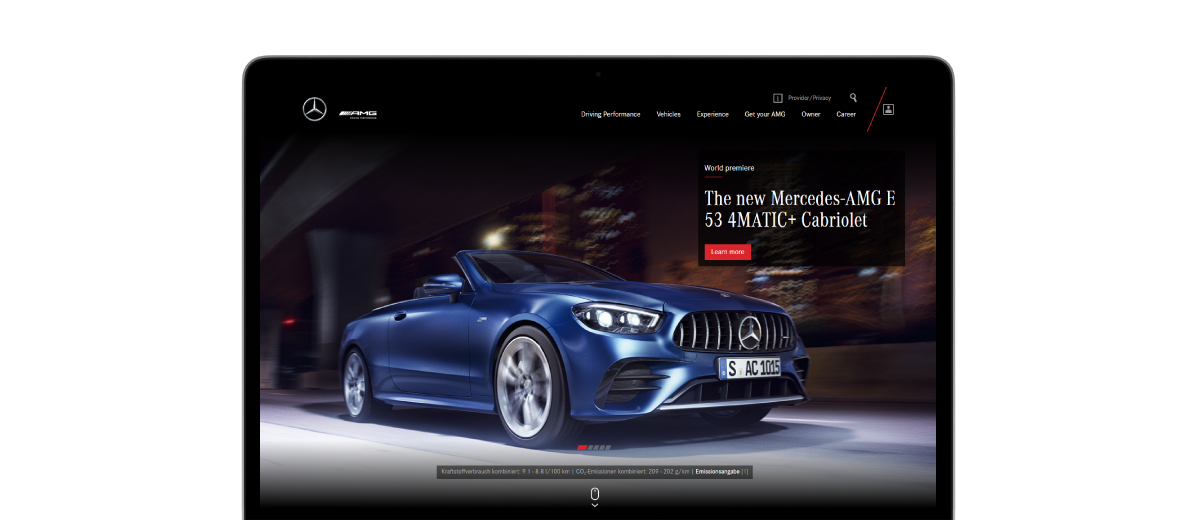 Provider/Privacy
AMG
Driving Performance Vehicles Experience Get your AMG Owner Career
World premiere
The new Mercedes-AMG E
53 4MATIC+ Cabriolet
Learn more
S AC 1015
Kraftstoffverbrauch kombiniert: 9.1 - 8.8 l/100 km | CO₂-Emissionen kombiniert: 209 - 202 g/km | Emissionsangabe [1]